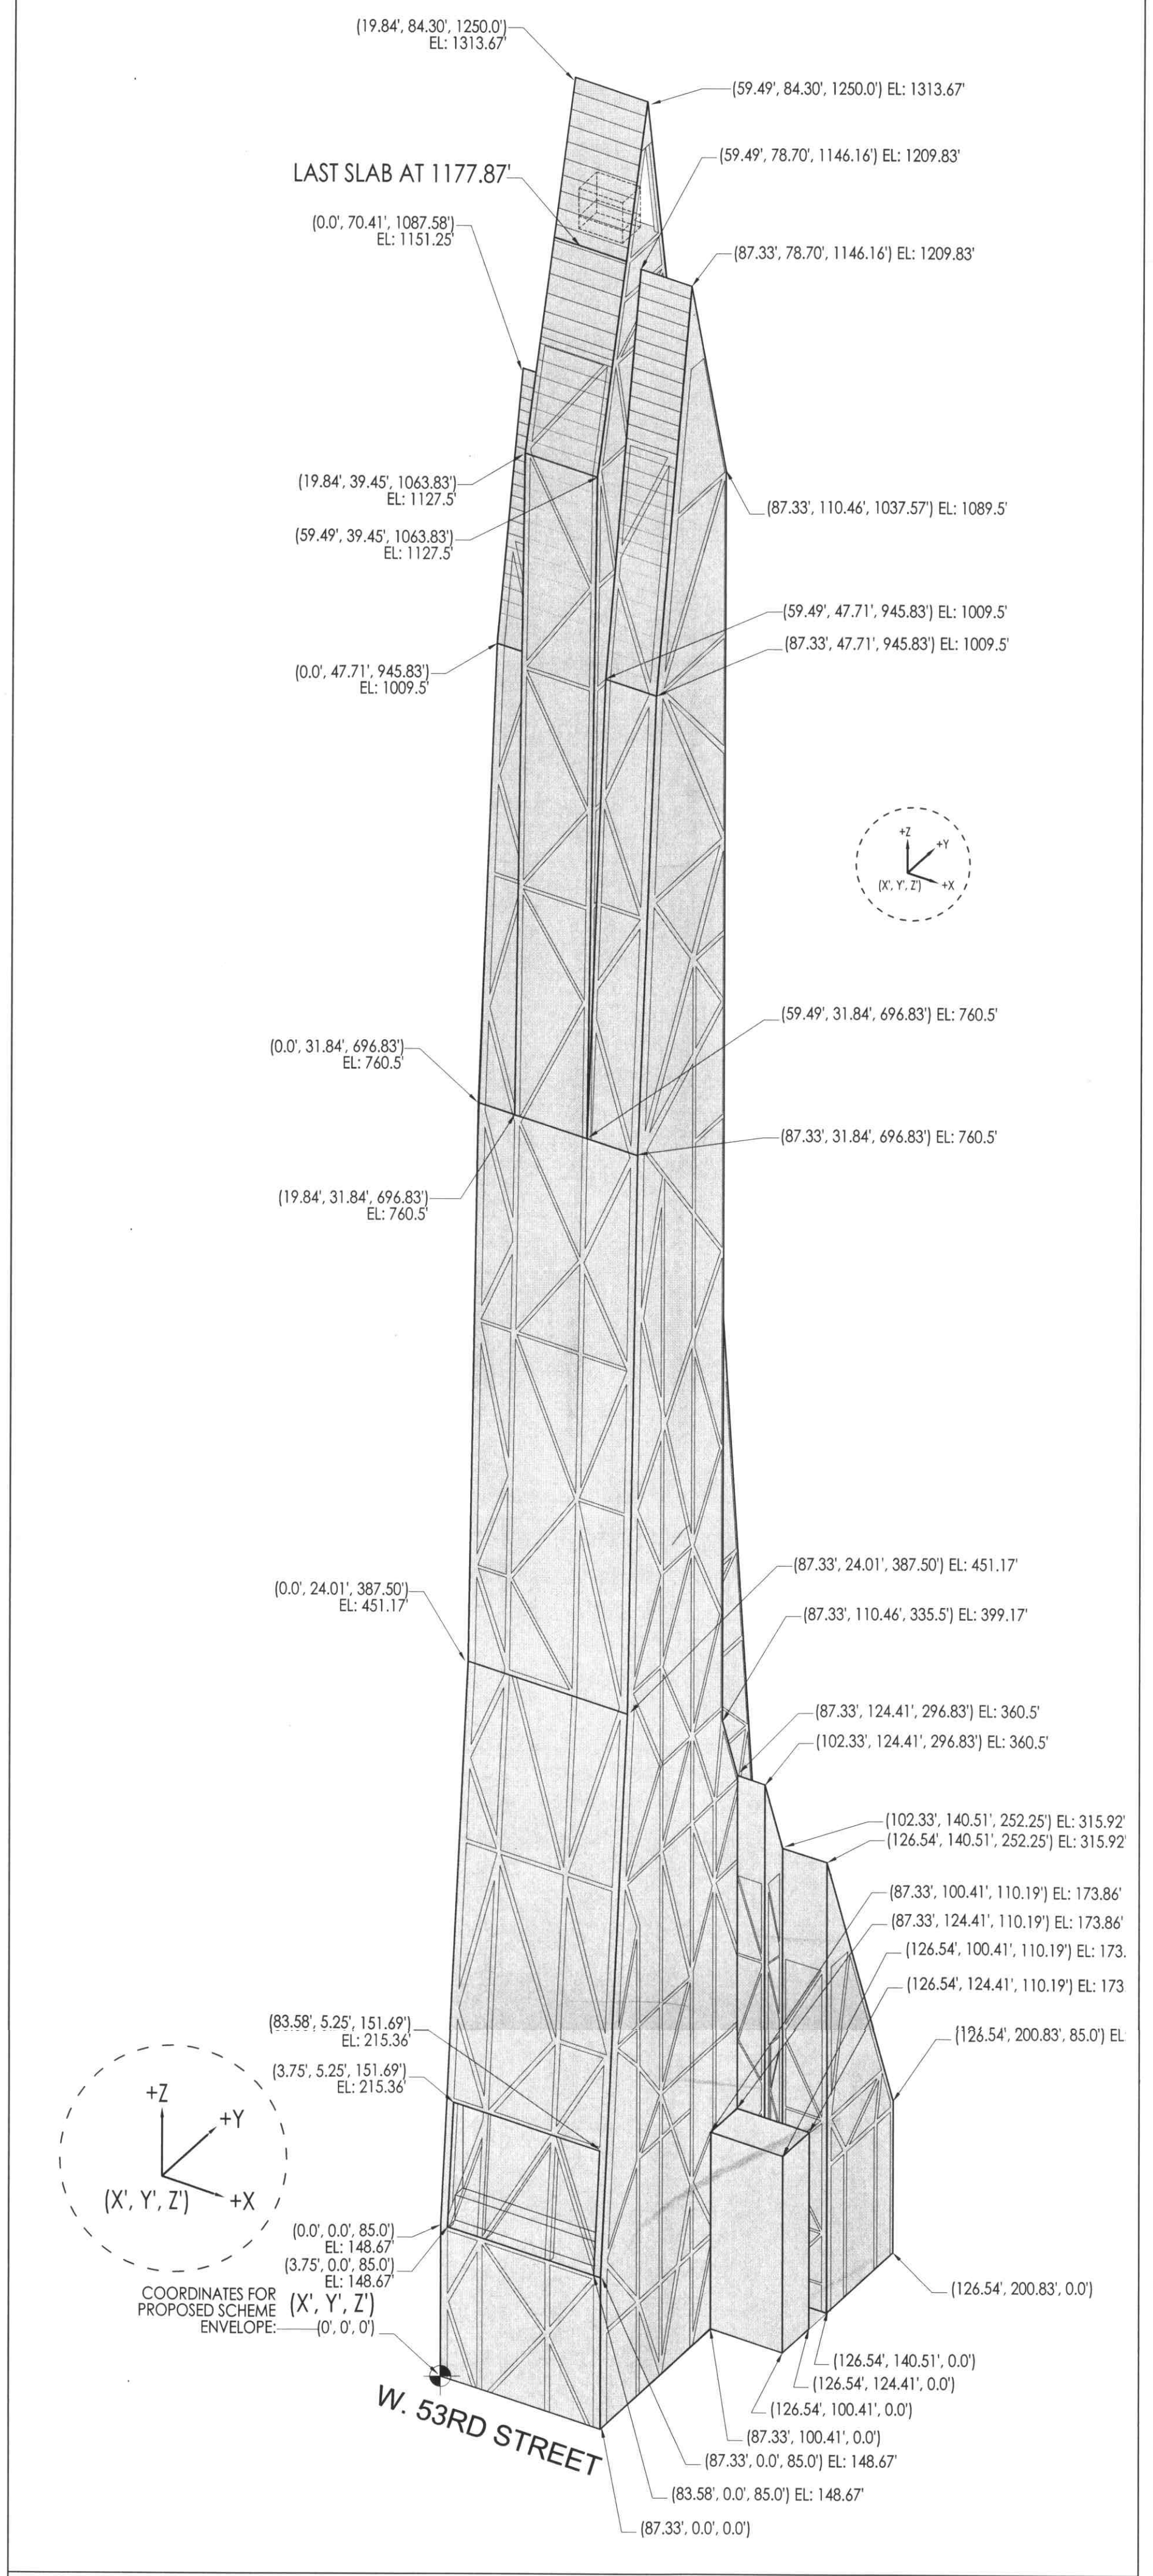 (19.84', 84.30', 1250.0')
EL: 1313.67'
(59.49', 84.30', 1250.0') EL: 1313.67'
(59.49', 78.70', 1146.16') EL: 1209.83'
LAST SLAB AT 1177.87'
(0.0', 70.41', 1087.58')
EL: 1151.25'
(87.33', 78.70', 1146.16') EL: 1209.83'
(19.84', 39.45', 1063.83')
EL: 1127.5'
(87.33', 110.46', 1037.57') EL: 1089.5'
(59.49', 39.45', 1063.83')
EL: 1127.5'
(59.49', 47.71', 945.83') EL: 1009.5'
(87.33', 47.71', 945.83') EL: 1009.5'
(0.0', 47.71', 945.83')
EL: 1009.5'
+Z
+Y
(X', Y', Z')
+X
(59.49', 31.84', 696.83') EL: 760.5'
(0.0', 31.84', 696.83')
EL: 760.5'
(87.33', 31.84', 696.83') EL: 760.5'
(19.84', 31.84', 696.83')
EL: 760.5'
(87.33', 24.01', 387.50') EL: 451.17'
(0.0', 24.01', 387.50')
EL: 451.17'
(87.33', 110.46', 335.5') EL: 399.17'
(87.33', 124.41', 296.83') EL: 360.5'
(102.33', 124.41', 296.83') EL: 360.5'
(102.33', 140.51', 252.25') EL: 315.92'
(126.54', 140.51', 252.25') EL: 315.92'
(87.33', 100.41', 110.19') EL: 173.86'
(87.33', 124.41', 110.19') EL: 173.86'
(126.54', 100.41', 110.19') EL: 173.
(126.54', 124.41', 110.19') EL: 173
(83.58', 5.25', 151.69')
EL: 215.36'
(126.54', 200.83', 85.0') EL
(3.75', 5.25', 151.69')
EL: 215.36'
+Z
+Y
(X', Y', Z')
+X
(0.0', 0.0', 85.0')
EL: 148.67'
(3.75', 0.0', 85.0')
EL: 148.67'
COORDINATES FOR
PROPOSED SCHEME (X', Y', Z')
ENVELOPE: (0', 0', 0')
(126.54', 200.83', 0.0')
(126.54', 140.51', 0.0')
(126.54', 124.41', 0.0')
(126.54', 100.41', 0.0')
W. 53RD STREET
(87.33', 100.41', 0.0')
(87.33', 0.0', 85.0') EL: 148.67'
(83.58', 0.0', 85.0') EL: 148.67'
(87.33', 0.0', 0.0')